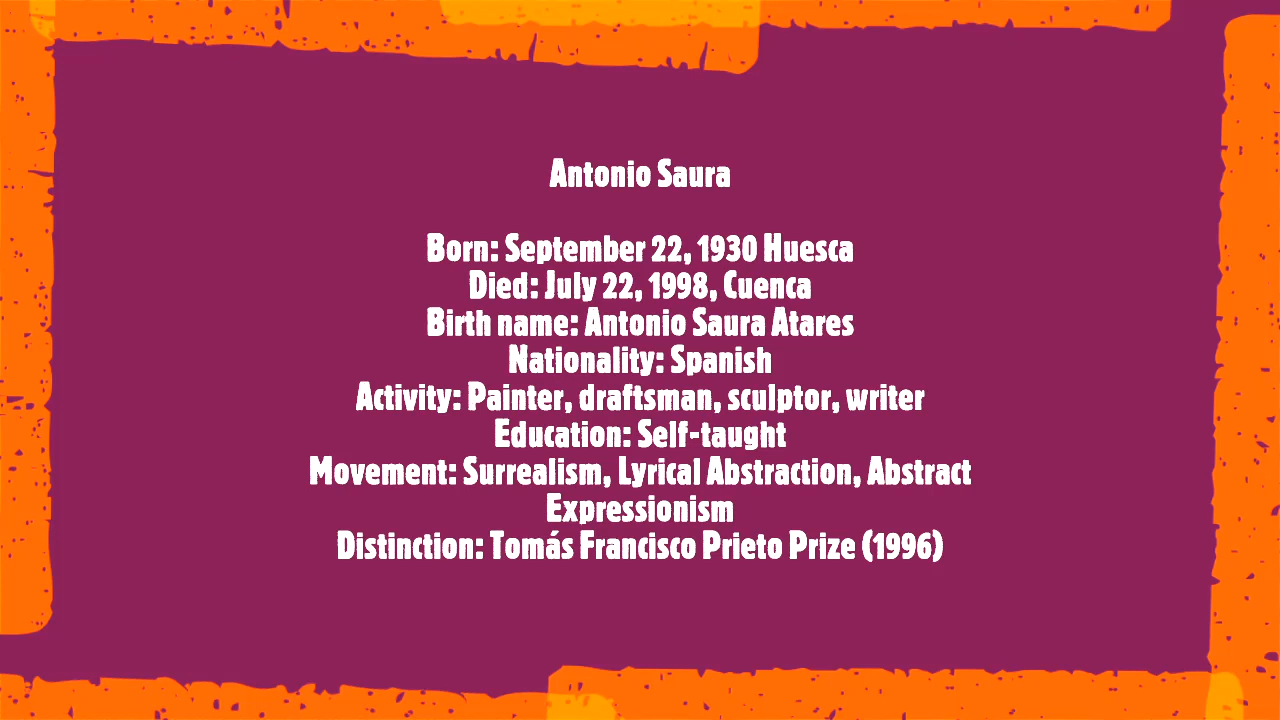 Antonio Saura
Born: September 22, 1930 Huesca
Died: July 22, 1998, Cuenca
Birth name: Antonio Saura Atares
Nationality: Spanish
Activity: Painter, draftsman, sculptor, writer
Education: Self-taught
Movement: Surrealism, Lyrical Abstraction, Abstract
Expressionism
Distinction: Tomás Francisco Prieto Prize (1996)